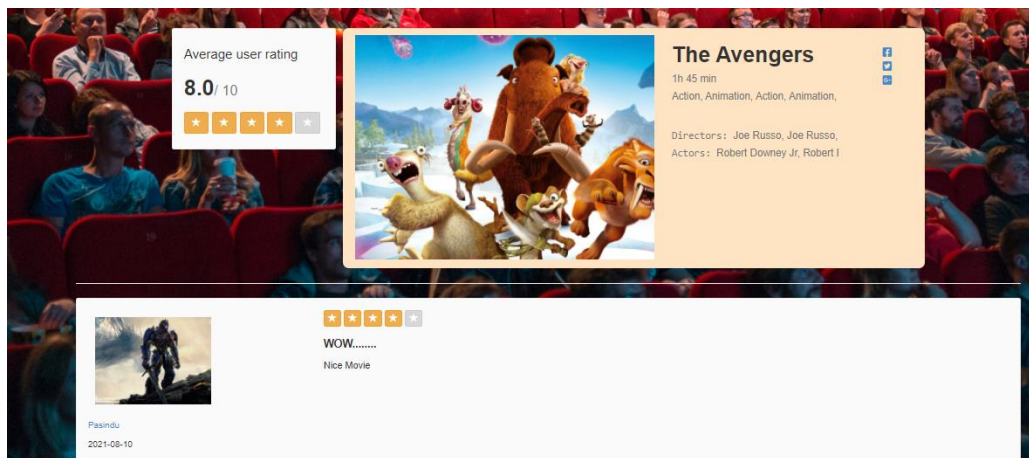 Average user rating
8.0/ 10
The Avengers
1h 45 min
Action, Animation, Action, Animation,
Directors: Joe Russo, Joe Russo,
Actors: Robert Downey Jr, Robert I
WOW........
Nice Movie
Pasindu
2021-08-10